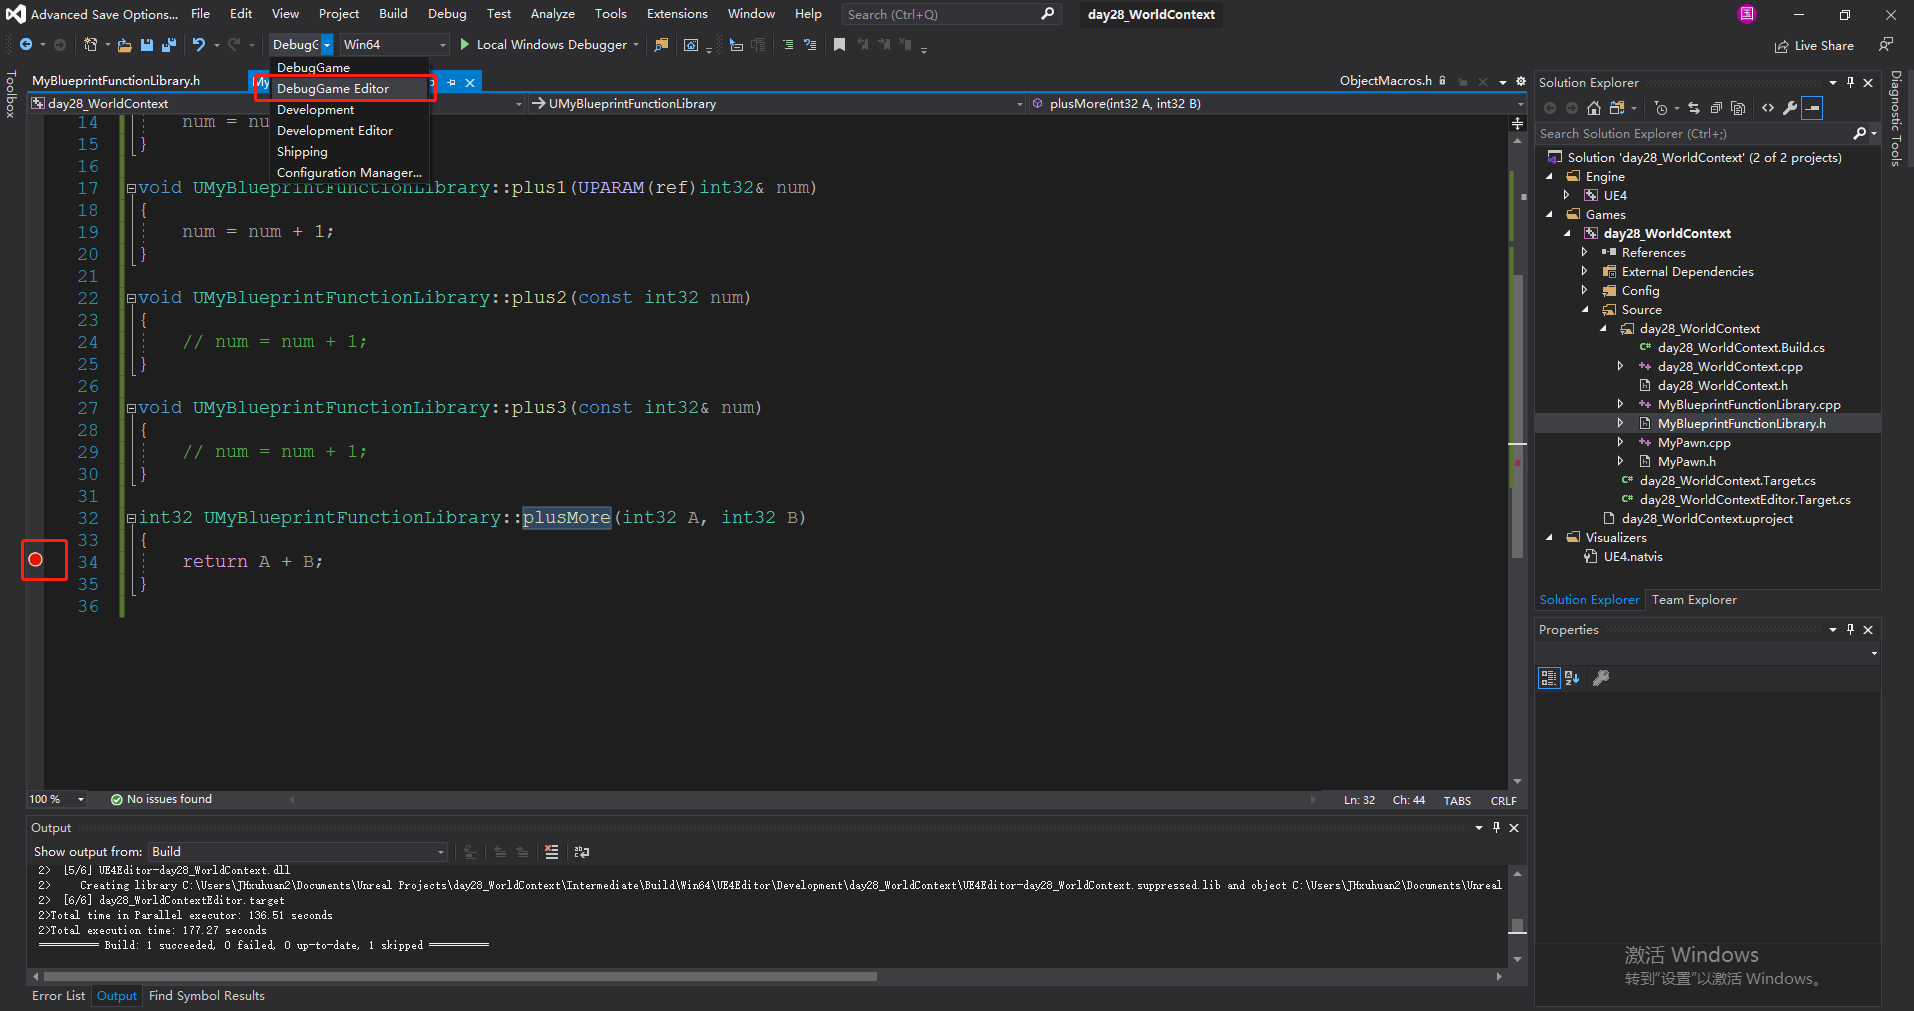 Advanced Save Options... File Edit View Project Build Debug Test Analyze Tools Extensions Window Help Search (Ctrl+Q) day28_WorldContext 国
DebugG Win64 Local Windows Debugger Live Share
DebugGame
DebugGame Editor
Development
Development Editor
Shipping
Configuration Manager...
Toolbox
MyBlueprintFunctionLibrary.h My ObjectMacros.h
day28_WorldContext UMyBlueprintFunctionLibrary plusMore(int32 A, int32 B)
14 num = nu
15 }
16
17 void UMyBlueprintFunctionLibrary::plus1(UPARAM(ref)int32& num)
18 {
19 num = num + 1;
20 }
21
22 void UMyBlueprintFunctionLibrary::plus2(const int32 num)
23 {
24 // num = num + 1;
25 }
26
27 void UMyBlueprintFunctionLibrary::plus3(const int32& num)
28 {
29 // num = num + 1;
30 }
31
32 int32 UMyBlueprintFunctionLibrary::plusMore(int32 A, int32 B)
33 {
34 return A + B;
35 }
36
100 % No issues found Ln: 32 Ch: 44 TABS CRLF
Output
Show output from: Build
2> [5/6] UE4Editor-day28_WorldContext.dll
2> Creating library C:\Users\JHxuhuan2\Documents\Unreal Projects\day28_WorldContext\Intermediate\Build\Win64\UE4Editor\Development\day28_WorldContext\UE4Editor-day28_WorldContext.suppressed.lib and object C:\Users\JHxuhuan2\Documents\Unreal
2> [6/6] day28_WorldContextEditor.target
2>Total time in Parallel executor: 136.51 seconds
2>Total execution time: 177.27 seconds
========== Build: 1 succeeded, 0 failed, 0 up-to-date, 1 skipped ==========
Error List Output Find Symbol Results
Solution Explorer
Search Solution Explorer (Ctrl+;)
Solution 'day28_WorldContext' (2 of 2 projects)
Engine
UE4
Games
day28_WorldContext
References
External Dependencies
Config
Source
day28_WorldContext
day28_WorldContext.Build.cs
day28_WorldContext.cpp
day28_WorldContext.h
MyBlueprintFunctionLibrary.cpp
MyBlueprintFunctionLibrary.h
MyPawn.cpp
MyPawn.h
day28_WorldContext.Target.cs
day28_WorldContextEditor.Target.cs
day28_WorldContext.uproject
Visualizers
UE4.natvis
Solution Explorer Team Explorer
Properties
Diagnostic Tools
激活 Windows
转到“设置”以激活 Windows。